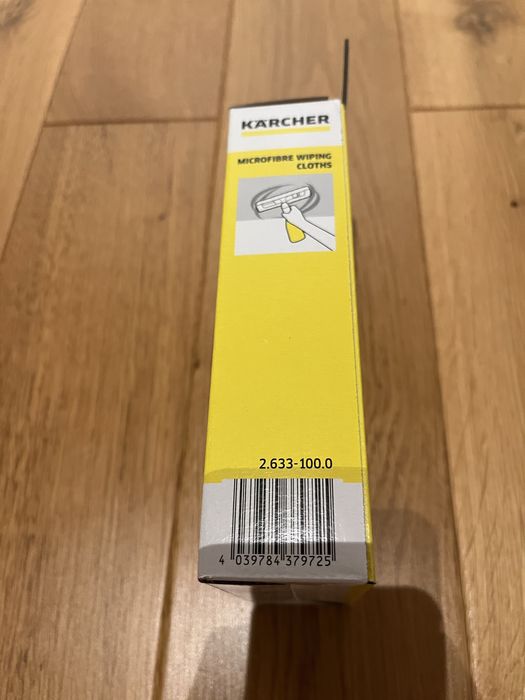 KÄRCHER
MICROFIBRE WIPING
CLOTHS
2.633-100.0
4 039784 379725